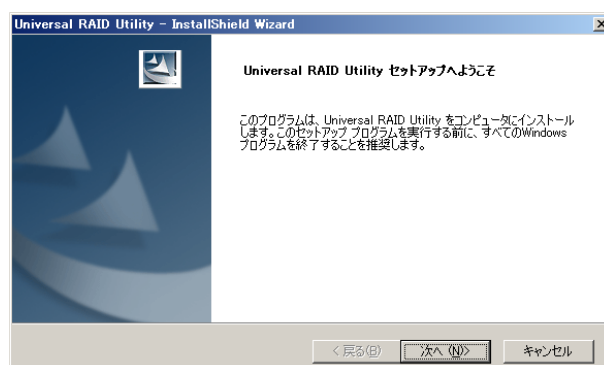 Universal RAID Utility - InstallShield Wizard
Universal RAID Utility セットアップへようこそ
このプログラムは、Universal RAID Utility をコンピュータにインストール
します。このセットアップ プログラムを実行する前に、すべてのWindows
プログラムを終了することを推奨します。
< 戻る(B)
次へ (N)>
キャンセル